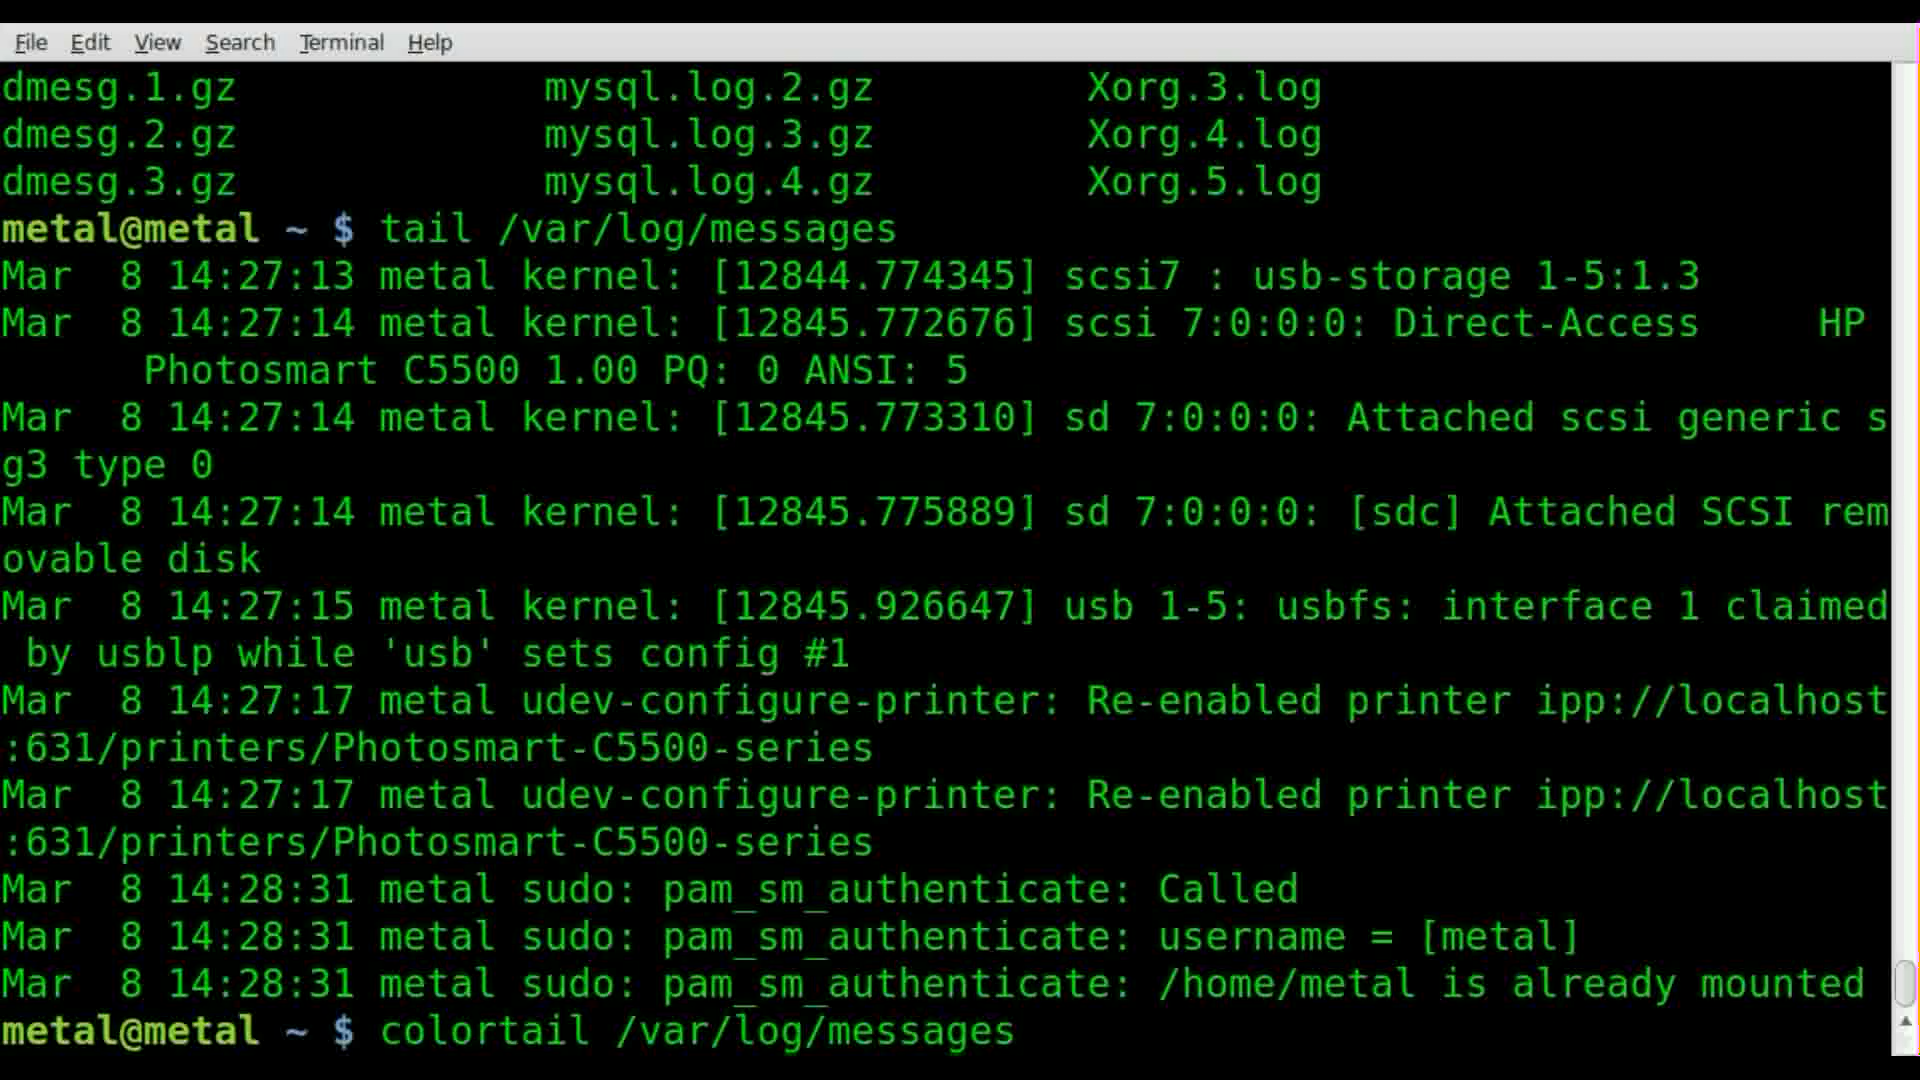 File Edit View Search Terminal Help
dmesg.1.gz mysql.log.2.gz Xorg.3.log
dmesg.2.gz mysql.log.3.gz Xorg.4.log
dmesg.3.gz mysql.log.4.gz Xorg.5.log
metal@metal ~ $ tail /var/log/messages
Mar  8 14:27:13 metal kernel: [12844.774345] scsi7 : usb-storage 1-5:1.3
Mar  8 14:27:14 metal kernel: [12845.772676] scsi 7:0:0:0: Direct-Access     HP
      Photosmart C5500 1.00 PQ: 0 ANSI: 5
Mar  8 14:27:14 metal kernel: [12845.773310] sd 7:0:0:0: Attached scsi generic s
g3 type 0
Mar  8 14:27:14 metal kernel: [12845.775889] sd 7:0:0:0: [sdc] Attached SCSI rem
ovable disk
Mar  8 14:27:15 metal kernel: [12845.926647] usb 1-5: usbfs: interface 1 claimed
 by usblp while 'usb' sets config #1
Mar  8 14:27:17 metal udev-configure-printer: Re-enabled printer ipp://localhost
:631/printers/Photosmart-C5500-series
Mar  8 14:27:17 metal udev-configure-printer: Re-enabled printer ipp://localhost
:631/printers/Photosmart-C5500-series
Mar  8 14:28:31 metal sudo: pam_sm_authenticate: Called
Mar  8 14:28:31 metal sudo: pam_sm_authenticate: username = [metal]
Mar  8 14:28:31 metal sudo: pam_sm_authenticate: /home/metal is already mounted
metal@metal ~ $ colortail /var/log/messages